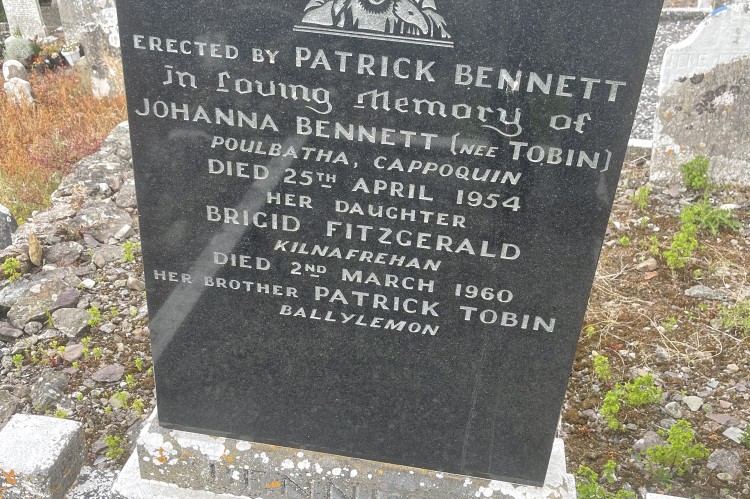 ERECTED BY PATRICK BENNETT
In Loving Memory of
JOHANNA BENNETT (NEE TOBIN)
POULBATHA, CAPPOQUIN
DIED 25TH APRIL 1954
HER DAUGHTER
BRIGID FITZGERALD
KILNAFREHAN
DIED 2ND MARCH 1960
HER BROTHER PATRICK TOBIN
BALLYLEMON